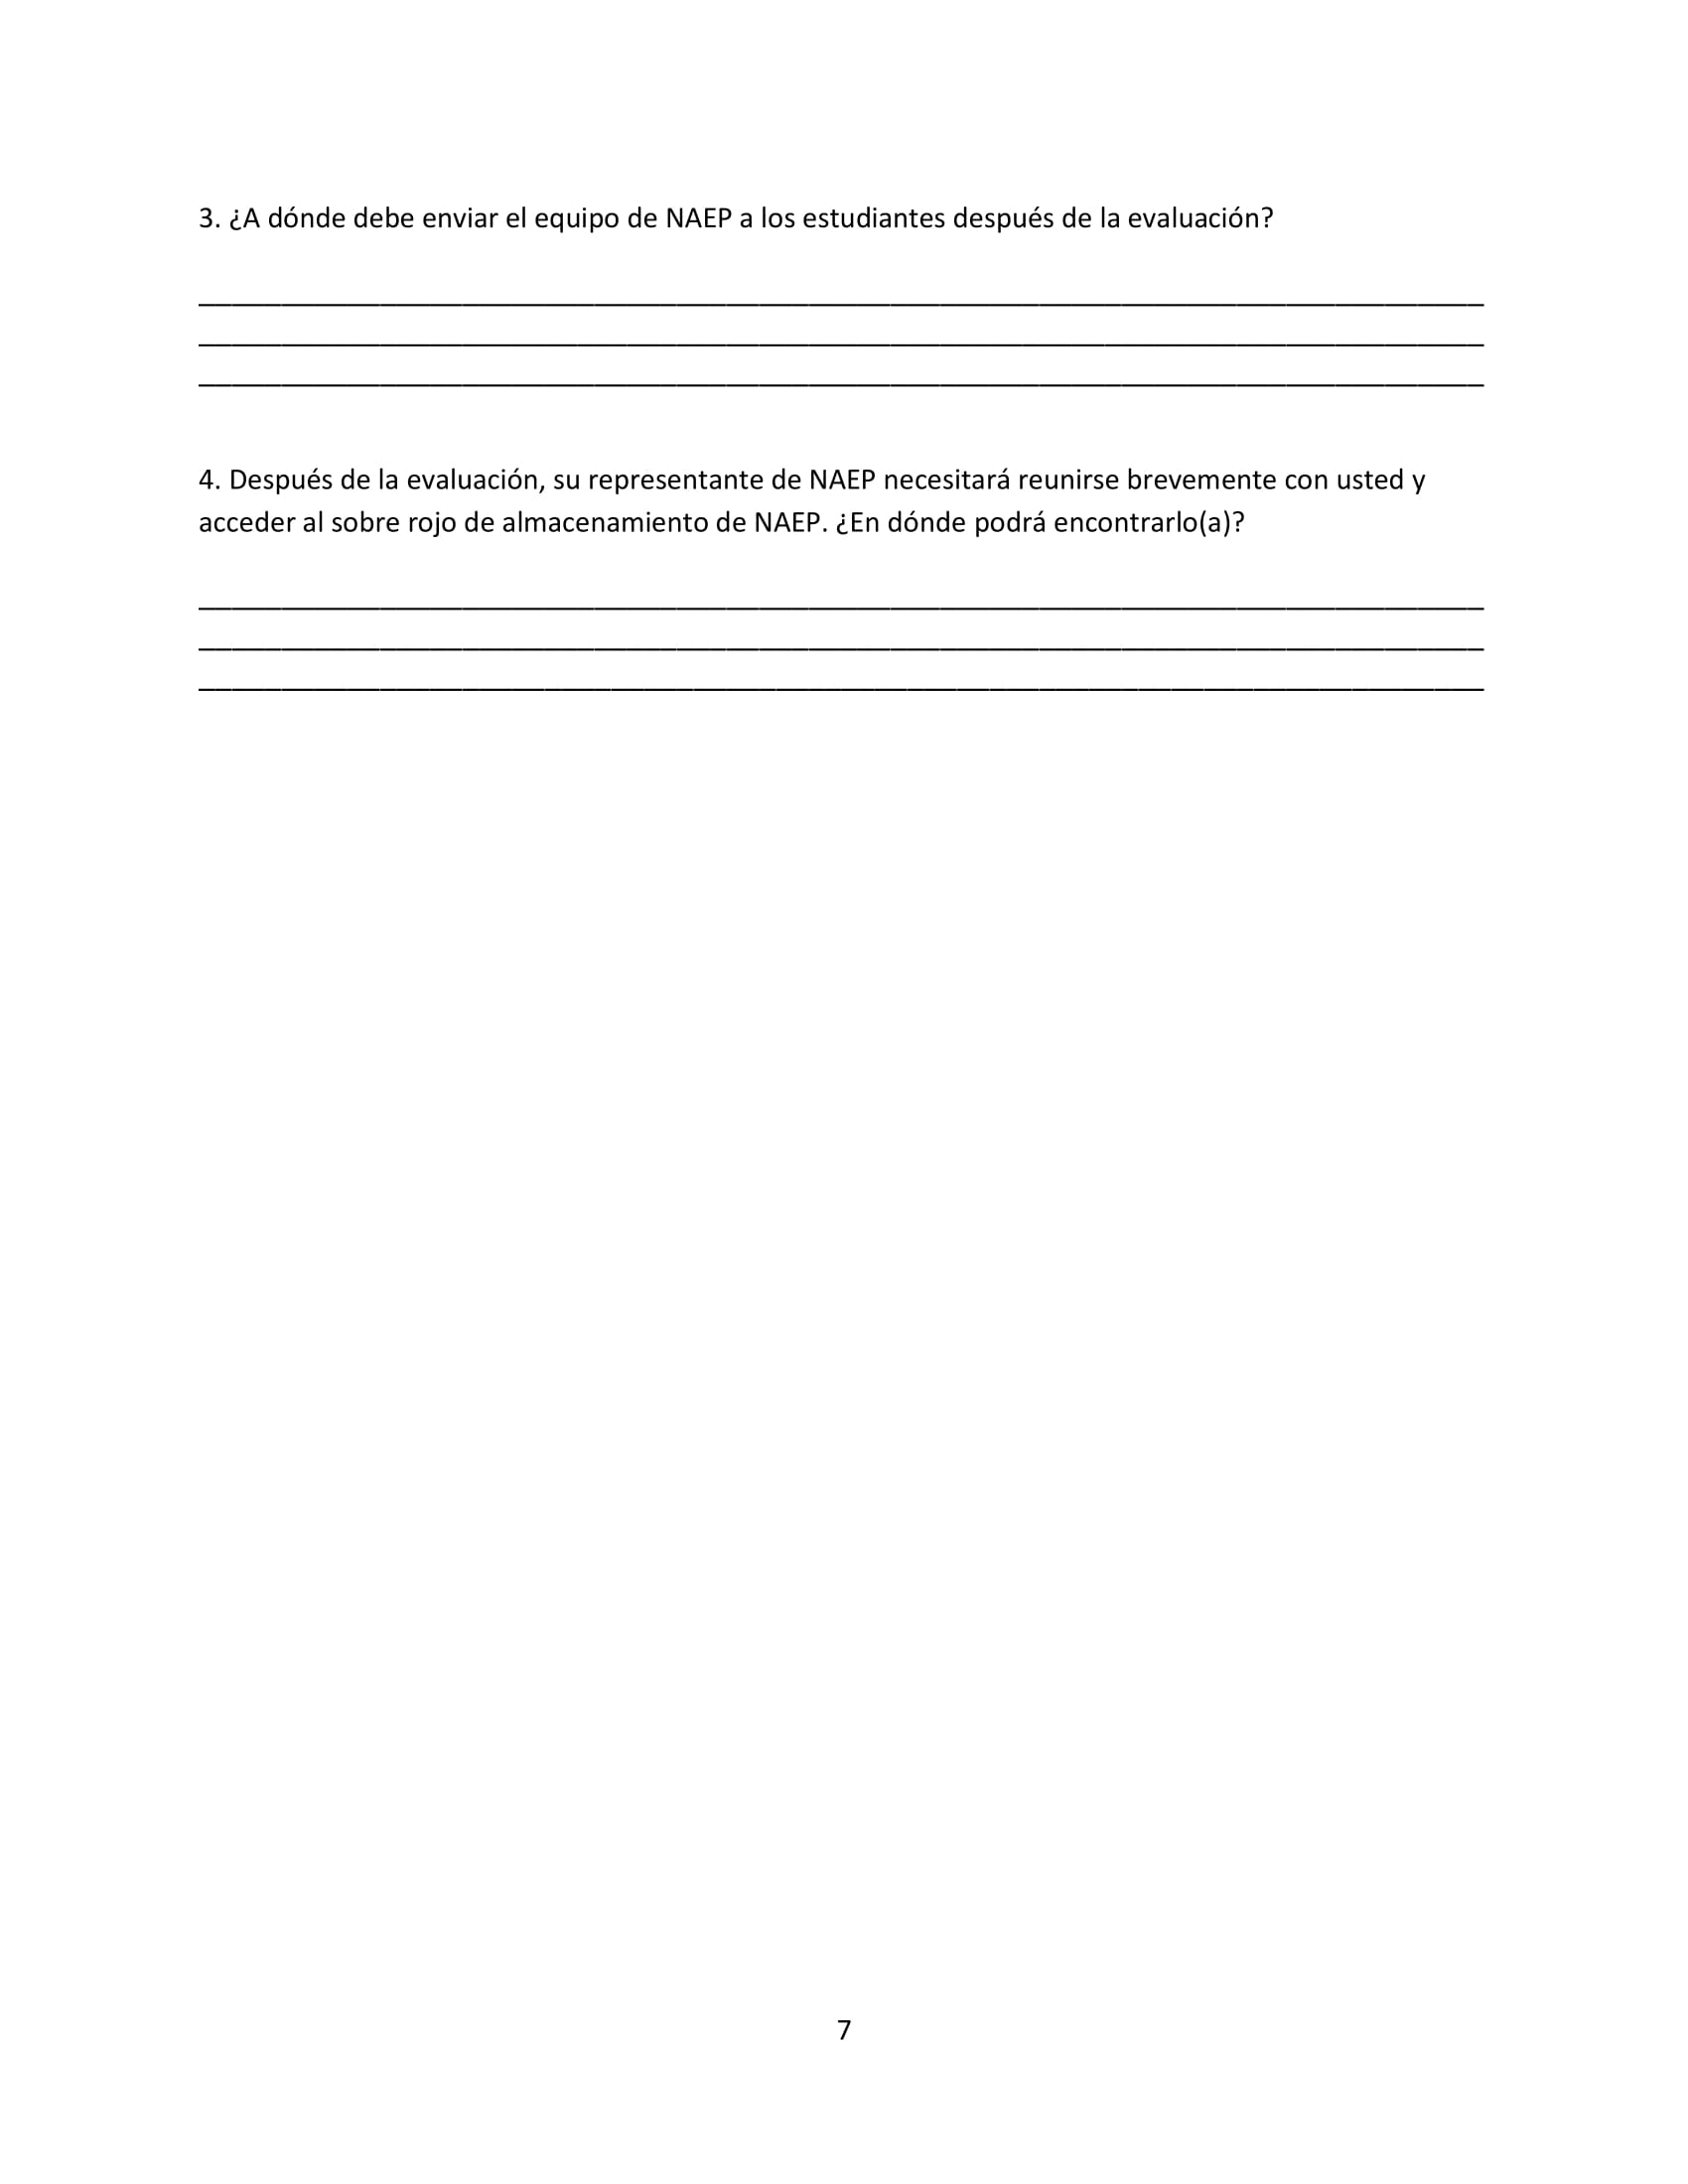 3. ¿A dónde debe enviar el equipo de NAEP a los estudiantes después de la evaluación?
4. Después de la evaluación, su representante de NAEP necesitará reunirse brevemente con usted y
acceder al sobre rojo de almacenamiento de NAEP. ¿En dónde podrá encontrarlo(a)?
7